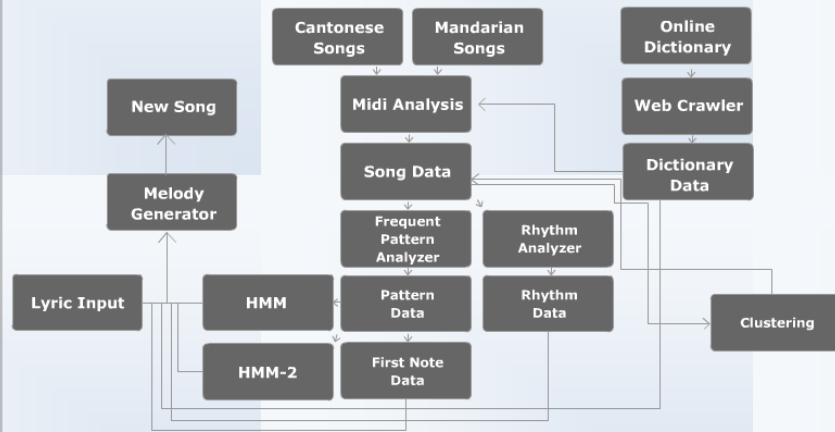 Cantonese
Songs
Mandarian
Songs
Online
Dictionary
New Song
Midi Analysis
Web Crawler
Melody
Generator
Song Data
Dictionary
Data
Frequent
Pattern
Analyzer
Rhythm
Analyzer
Lyric Input
HMM
Pattern
Data
Rhythm
Data
Clustering
HMM-2
First Note
Data